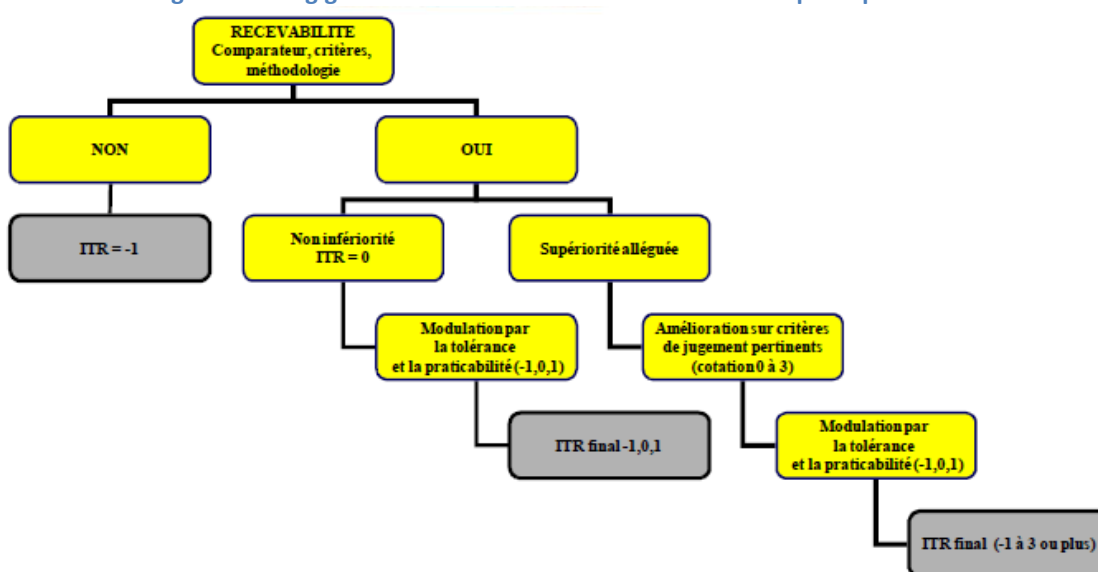 RECEVABILITE
Comparateur, critères,
méthodologie
NON
OUI
ITR = -1
Non infériorité
ITR = 0
Supériorité alléguée
Modulation par
la tolérance
et la praticabilité (-1,0,1)
Amélioration sur critères
de jugement pertinents
(cotation 0 à 3)
ITR final -1,0,1
Modulation par
la tolérance
et la praticabilité (-1,0,1)
ITR final (-1 à 3 ou plus)